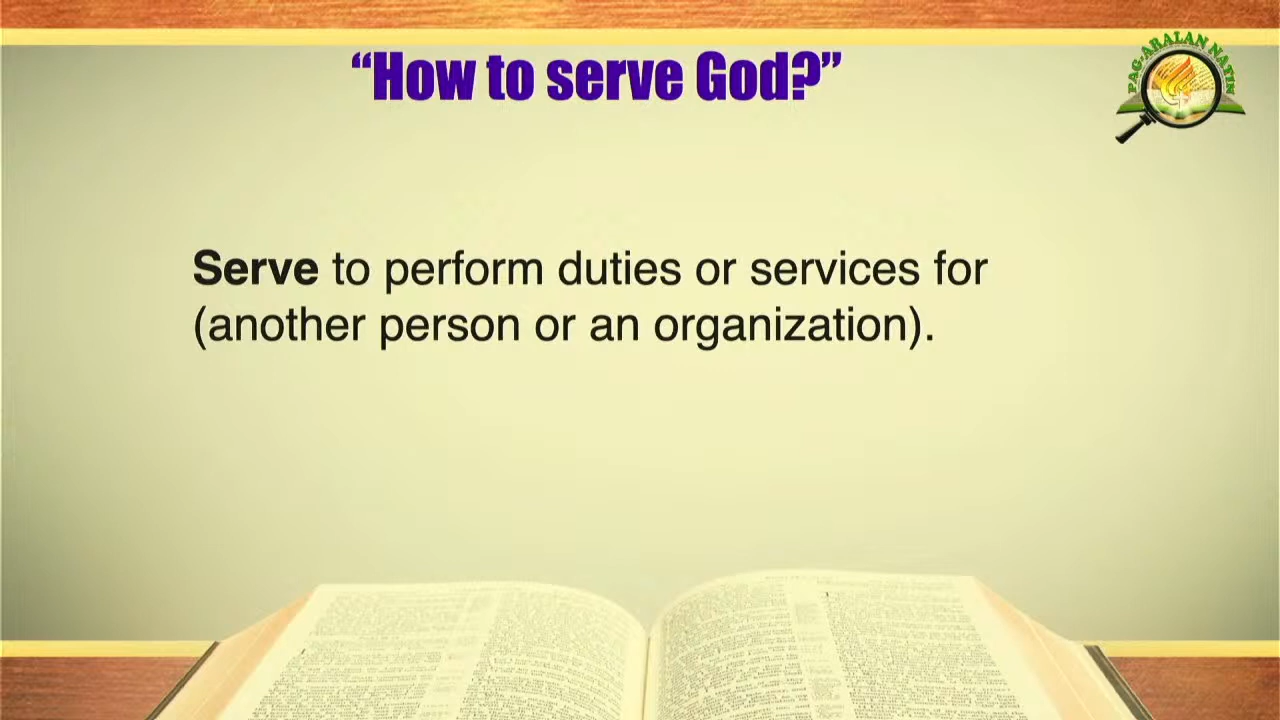 “How to serve God?”
PAG-ARALAN NATIN
Serve to perform duties or services for
(another person or an organization).